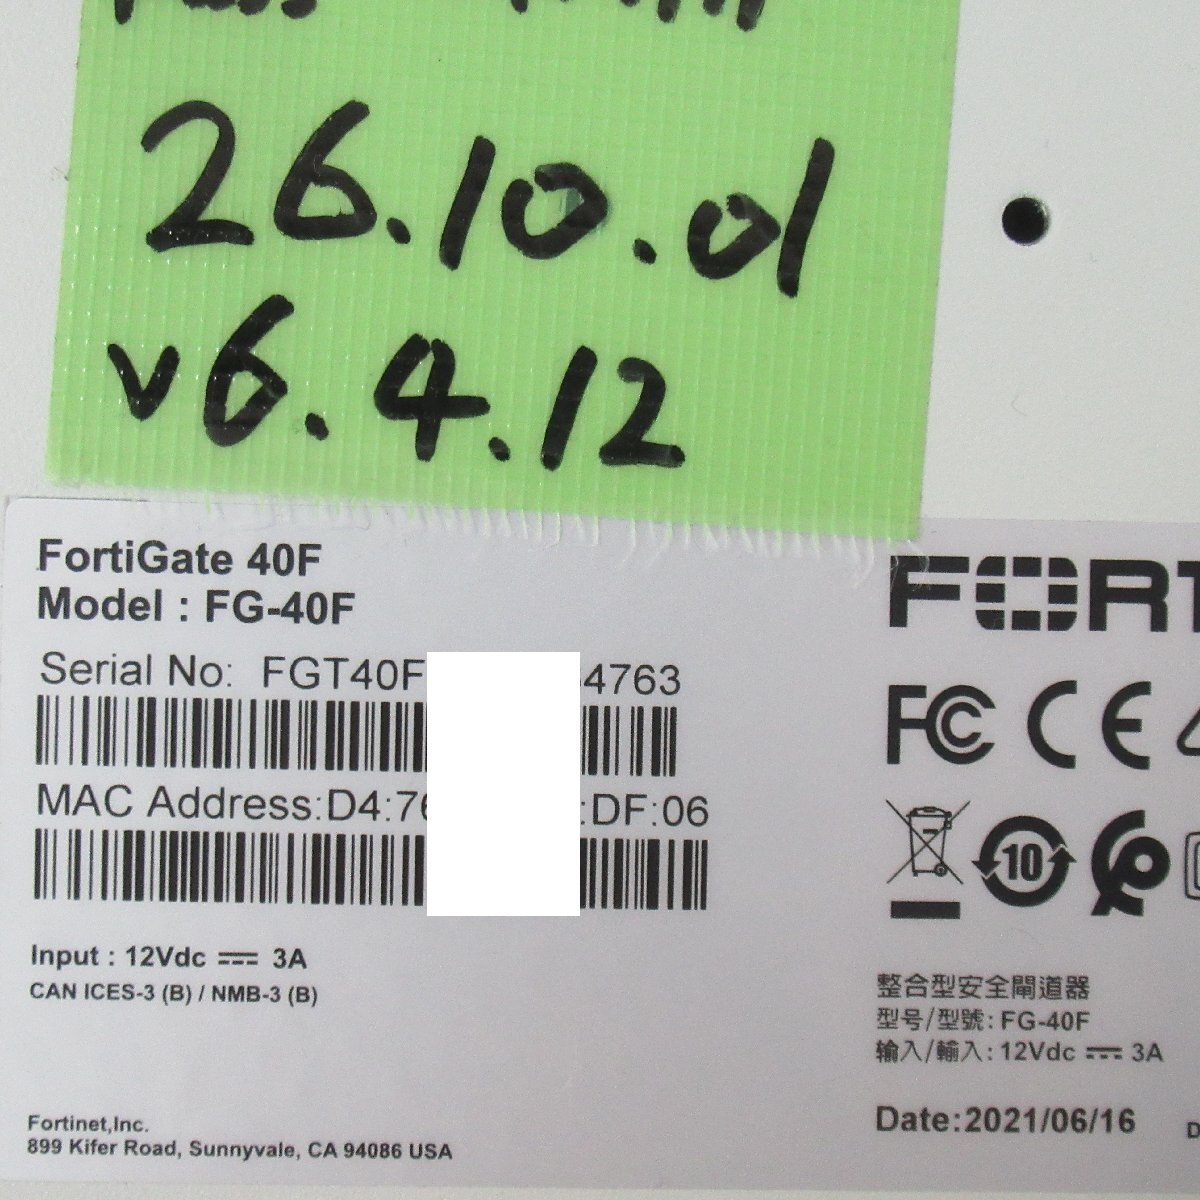 26.10.01
v6.4.12
FortiGate 40F
Model : FG-40F
Serial No: FGT40F 4763
MAC Address:D4:76 :DF:06
Input : 12Vdc ⎓ 3A
CAN ICES-3 (B) / NMB-3 (B)
Fortinet,Inc.
899 Kifer Road, Sunnyvale, CA 94086 USA
FORT
FC CE
10
整合型安全閘道器
型号/型號: FG-40F
输入/輸入: 12Vdc ⎓ 3A
Date:2021/06/16
D